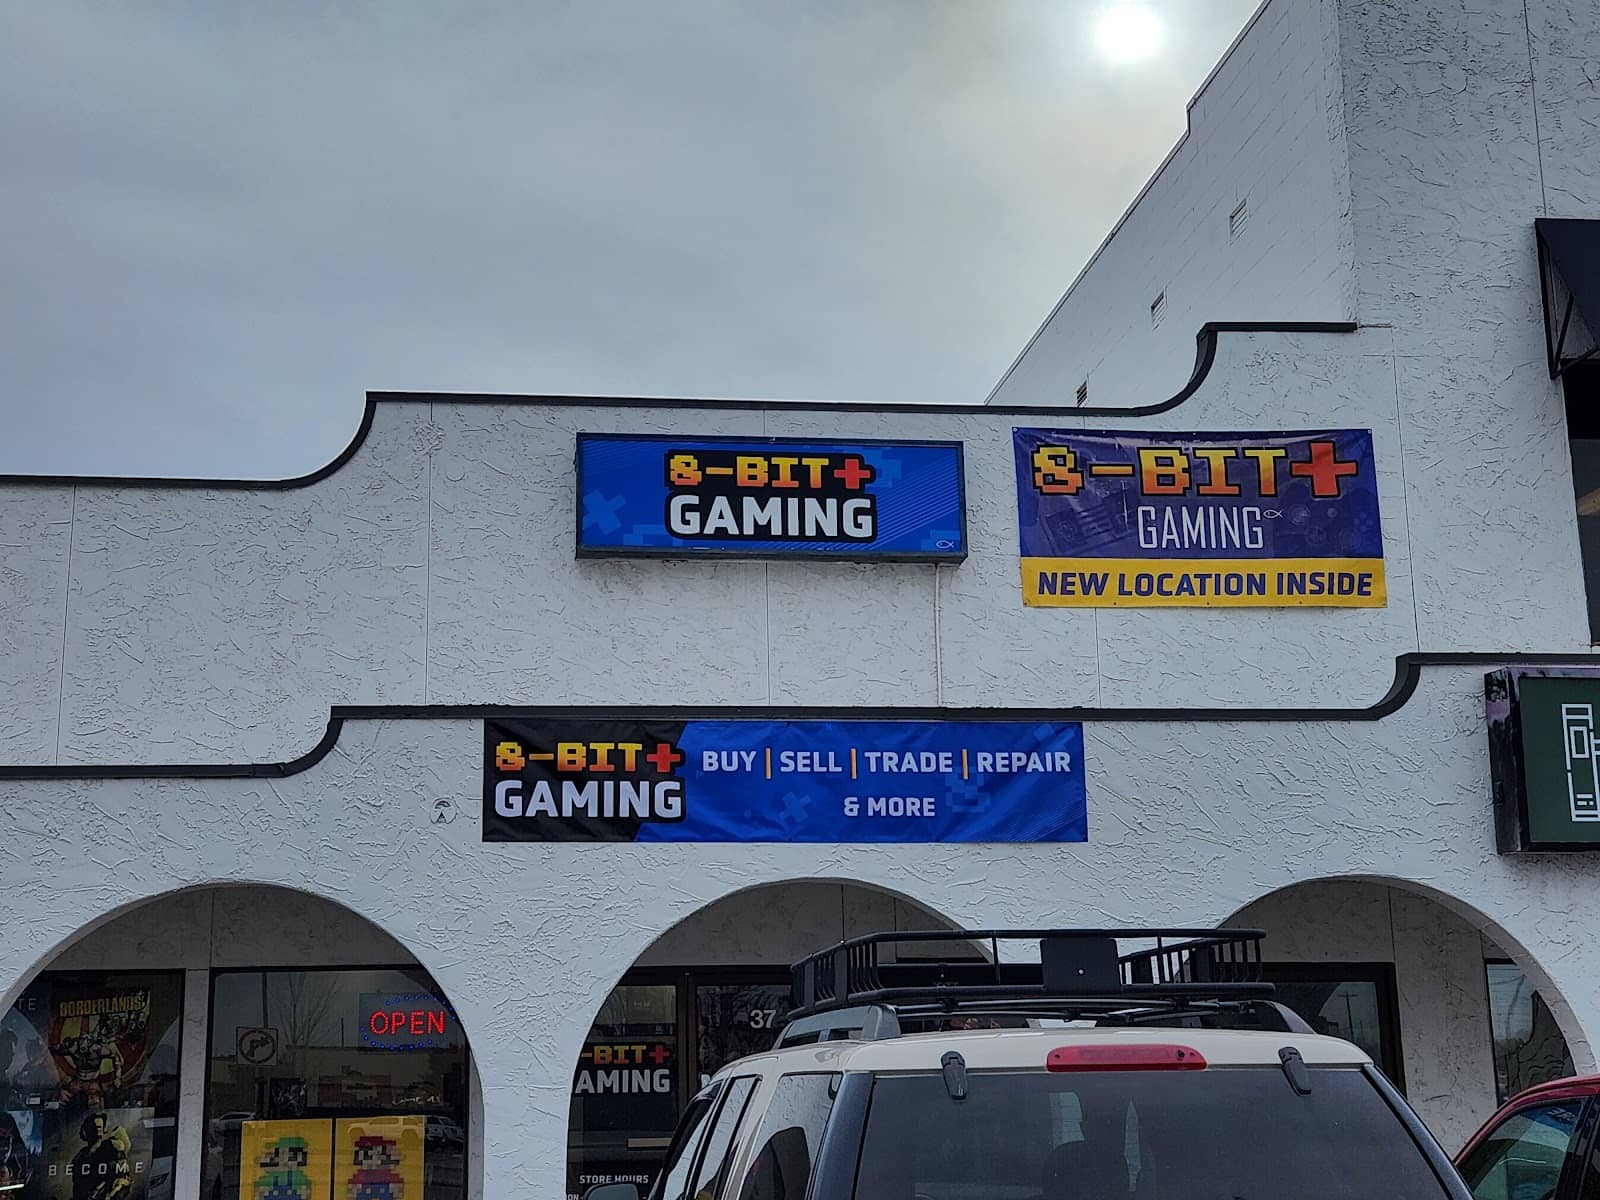 8-BIT+
GAMING
8-BIT+
GAMING
NEW LOCATION INSIDE
8-BIT+
GAMING
BUY | SELL | TRADE | REPAIR
& MORE
BORDERLANDS
OPEN
37
-BIT+
AMING
BECOME
STORE HOURS